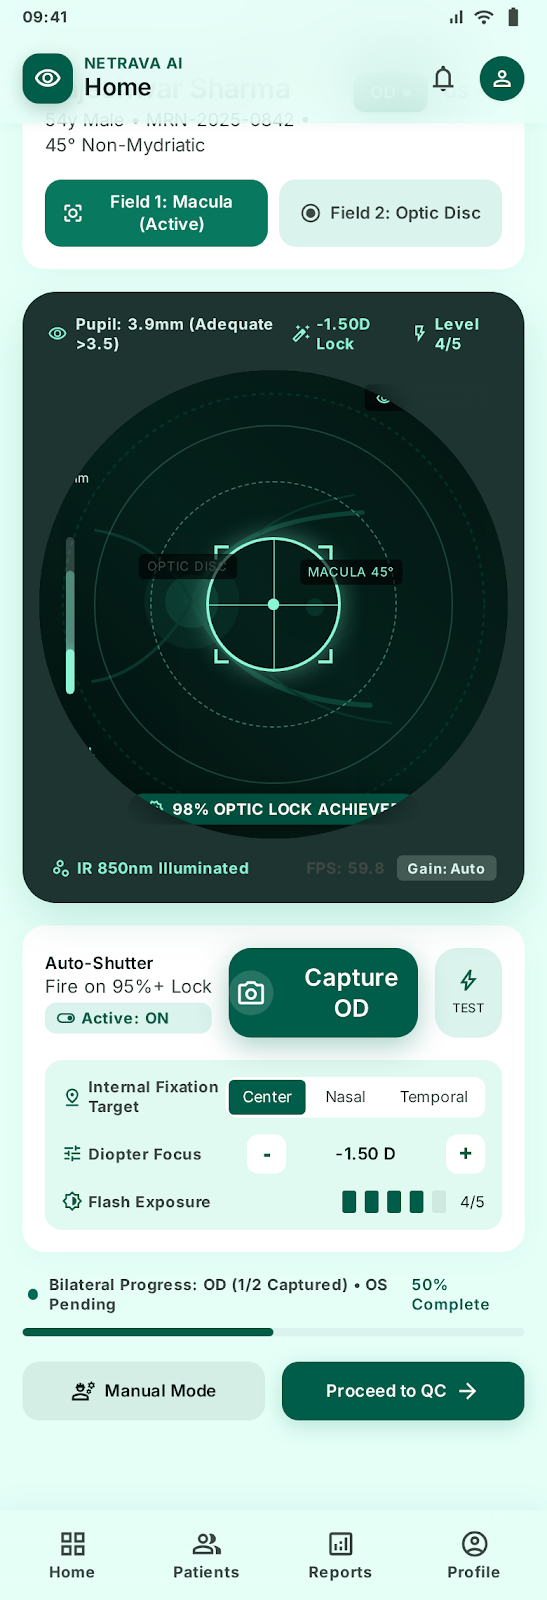 09:41
NETRAVA AI
Home
ar Sharma
OD
OS
54y Male • MRN-2025-0842 •
45° Non-Mydriatic
Field 1: Macula
(Active)
Field 2: Optic Disc
Pupil: 3.9mm (Adequate
>3.5)
-1.50D
Lock
Level
4/5
OPTIC DISC
MACULA 45°
98% OPTIC LOCK ACHIEVE
IR 850nm Illuminated
FPS: 59.8
Gain: Auto
Auto-Shutter
Fire on 95%+ Lock
Active: ON
Capture
OD
TEST
Internal Fixation
Target
Center
Nasal
Temporal
Diopter Focus
-
-1.50 D
+
Flash Exposure
4/5
Bilateral Progress: OD (1/2 Captured) • OS
Pending
50%
Complete
Manual Mode
Proceed to QC
Home
Patients
Reports
Profile